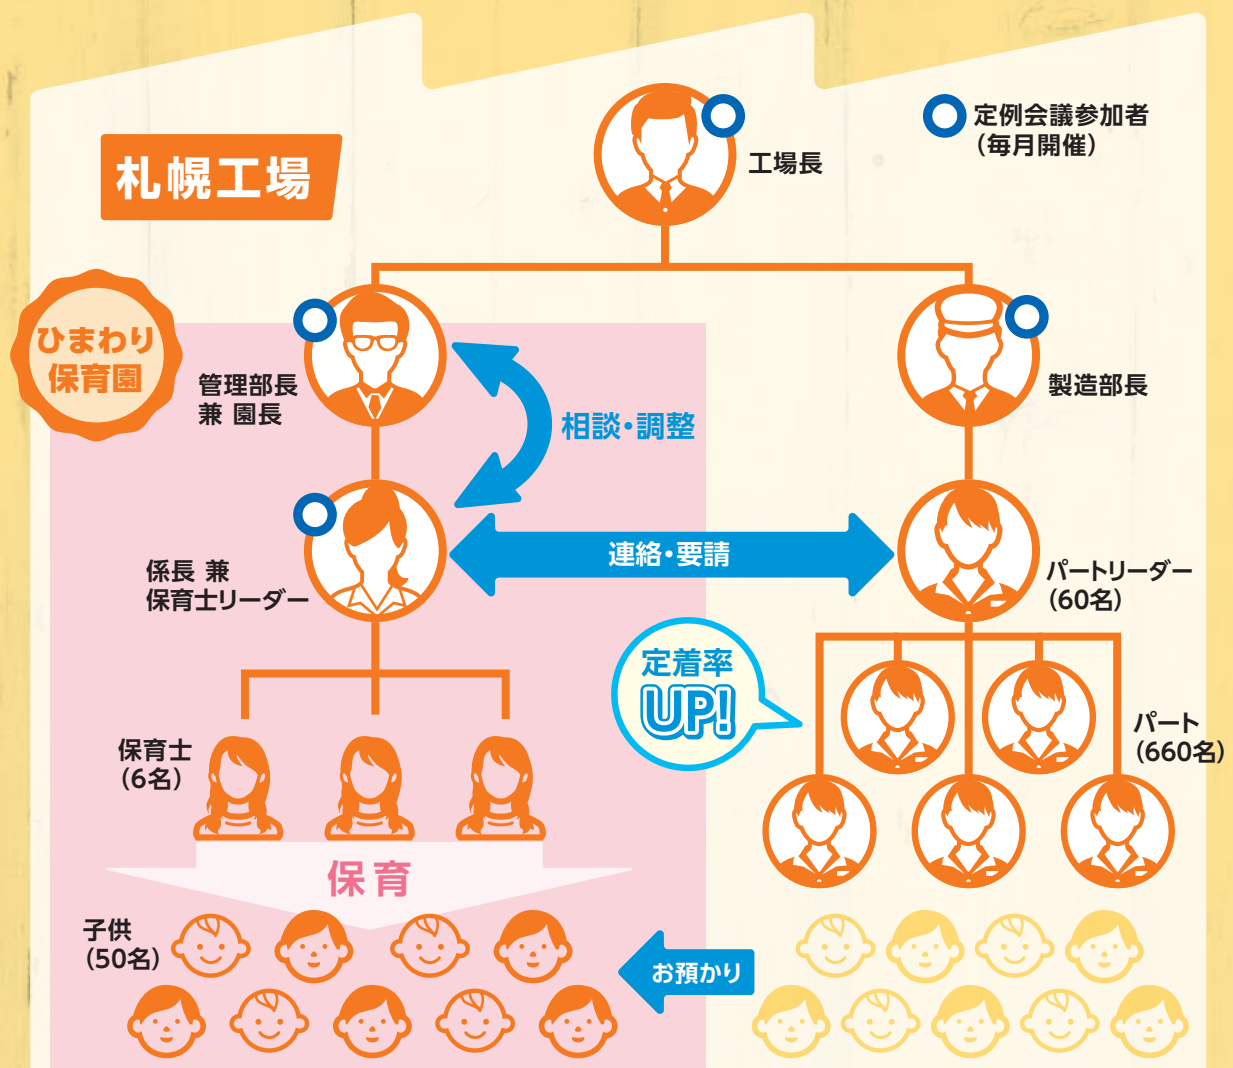 定例会議参加者
（毎月開催）
工場長
札幌工場
ひまわり
保育園
管理部長
兼 園長
製造部長
相談・調整
係長 兼
保育士リーダー
連絡・要請
パートリーダー
（60名）
定着率
UP!
保育士
（6名）
パート
（660名）
保育
子供
（50名）
お預かり